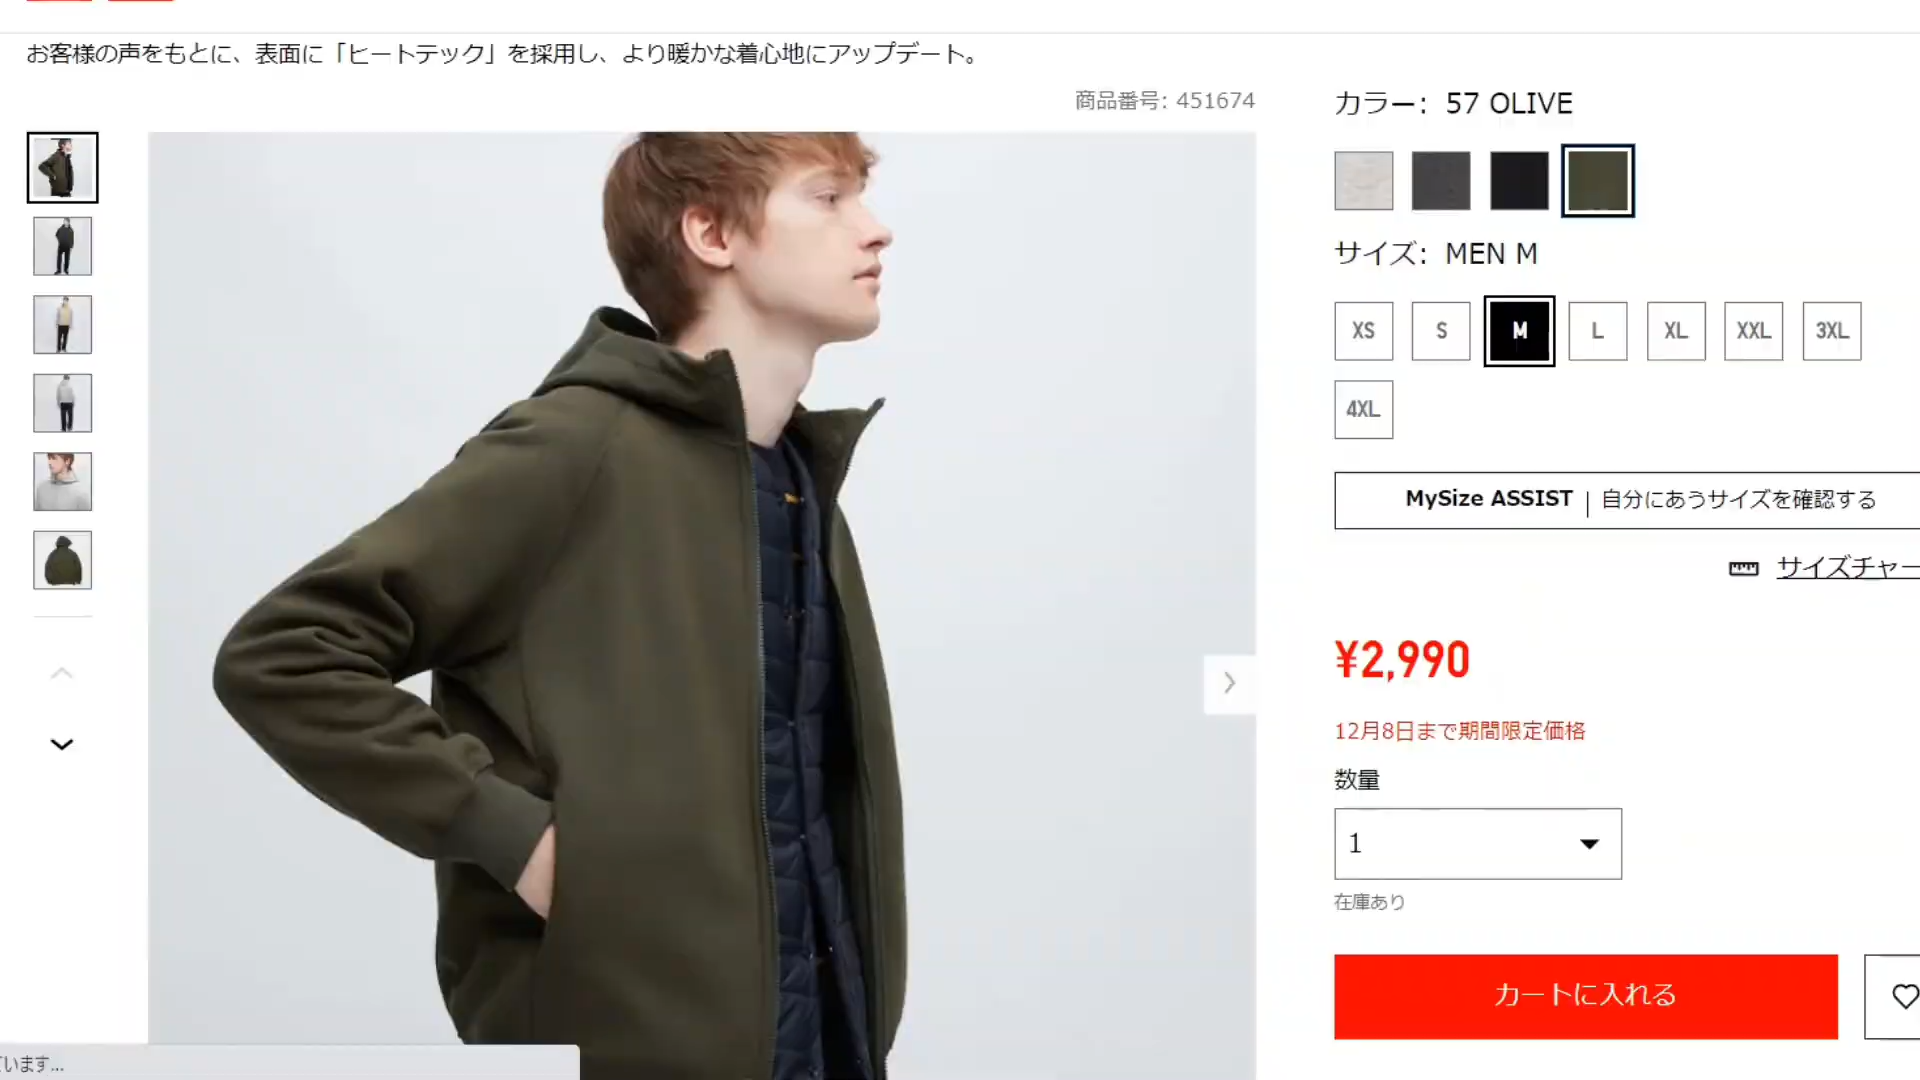 お客様の声をもとに、表面に「ヒートテック」を採用し、より暖かな着心地にアップデート。
商品番号: 451674
カラー: 57 OLIVE
サイズ: MEN M
XS S M L XL XXL 3XL
4XL
MySize ASSIST | 自分にあうサイズを確認する
サイズチャー
¥2,990
12月8日まで期間限定価格
数量
1
在庫あり
カートに入れる
ています...